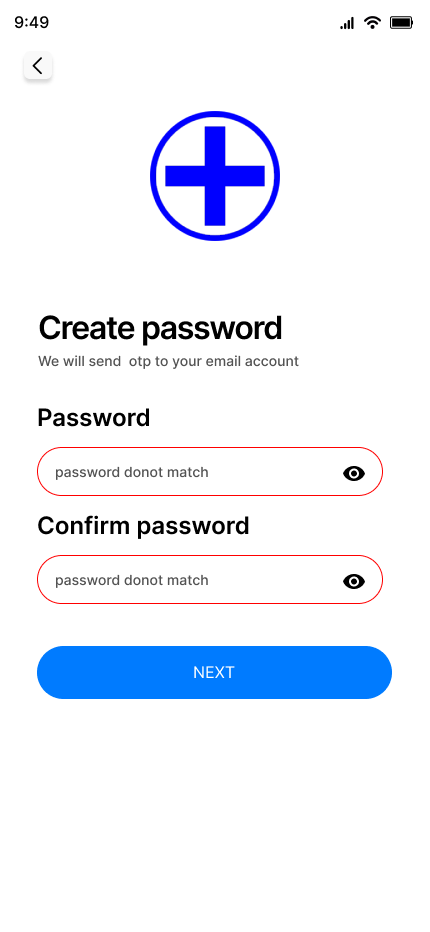 9:49
Create password
We will send  otp to your email account
Password
password donot match
Confirm password
password donot match
NEXT